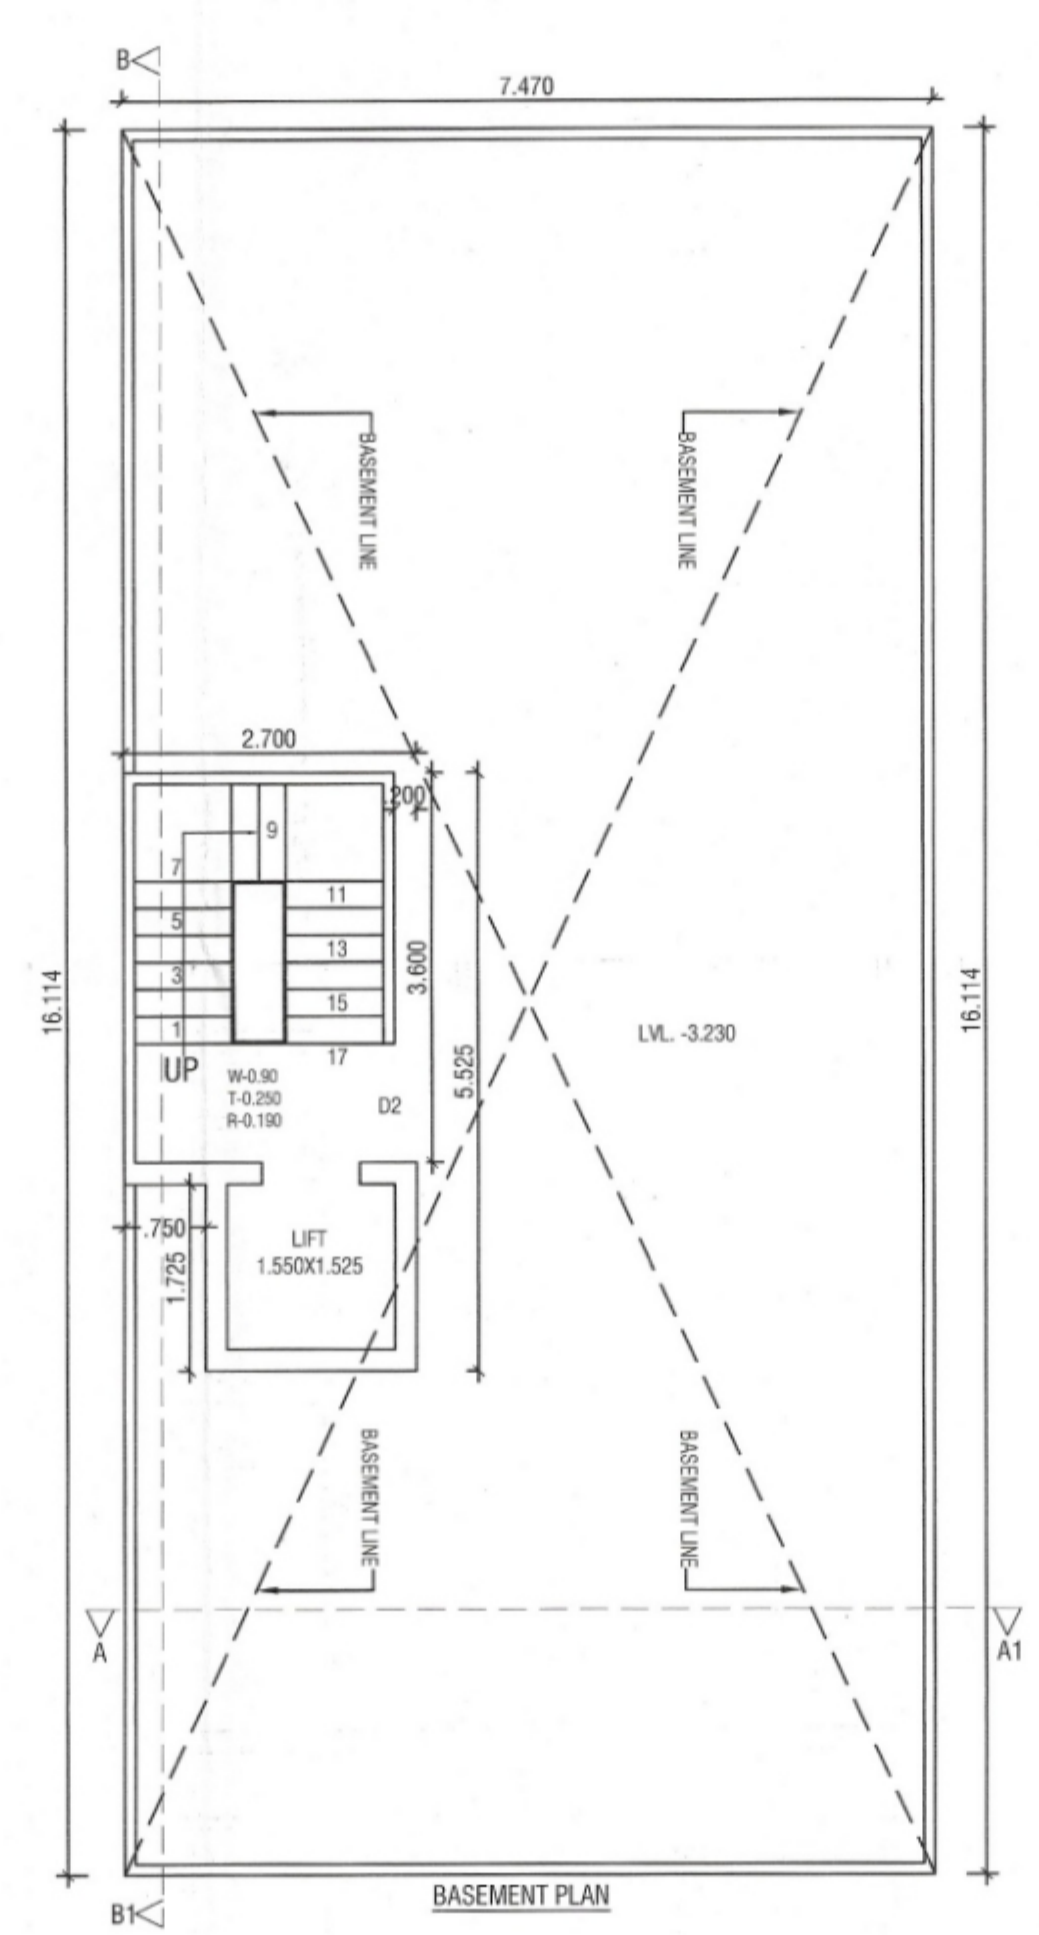 B
7.470
BASEMENT LINE
BASEMENT LINE
2.700
.200
9
7
11
5
13
3
15
1
17
3.600
16.114
16.114
LVL. -3.230
5.525
UP
W-0.90
T-0.250
R-0.190
D2
.750
1.725
LIFT
1.550X1.525
BASEMENT LINE
BASEMENT LINE
A
A1
BASEMENT PLAN
B1